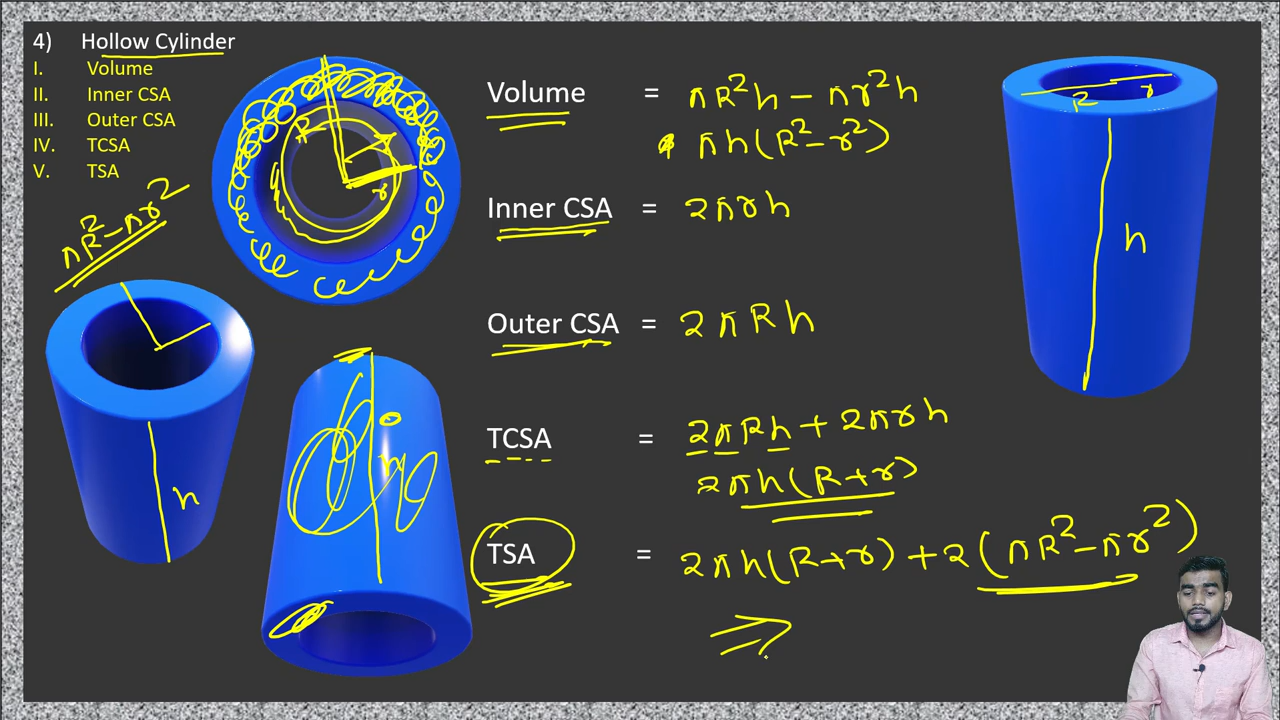 4) Hollow Cylinder
I. Volume
II. Inner CSA
III. Outer CSA
IV. TCSA
V. TSA
πR²-πr²
R
r
h
h
R r
h
Volume = πR²h - πr²h
πh(R²-r²)
Inner CSA = 2πrh
Outer CSA = 2πRh
TCSA = 2πRh + 2πrh
2πh(R+r)
TSA = 2πh(R+r) + 2(πR²-πr²)
⇒